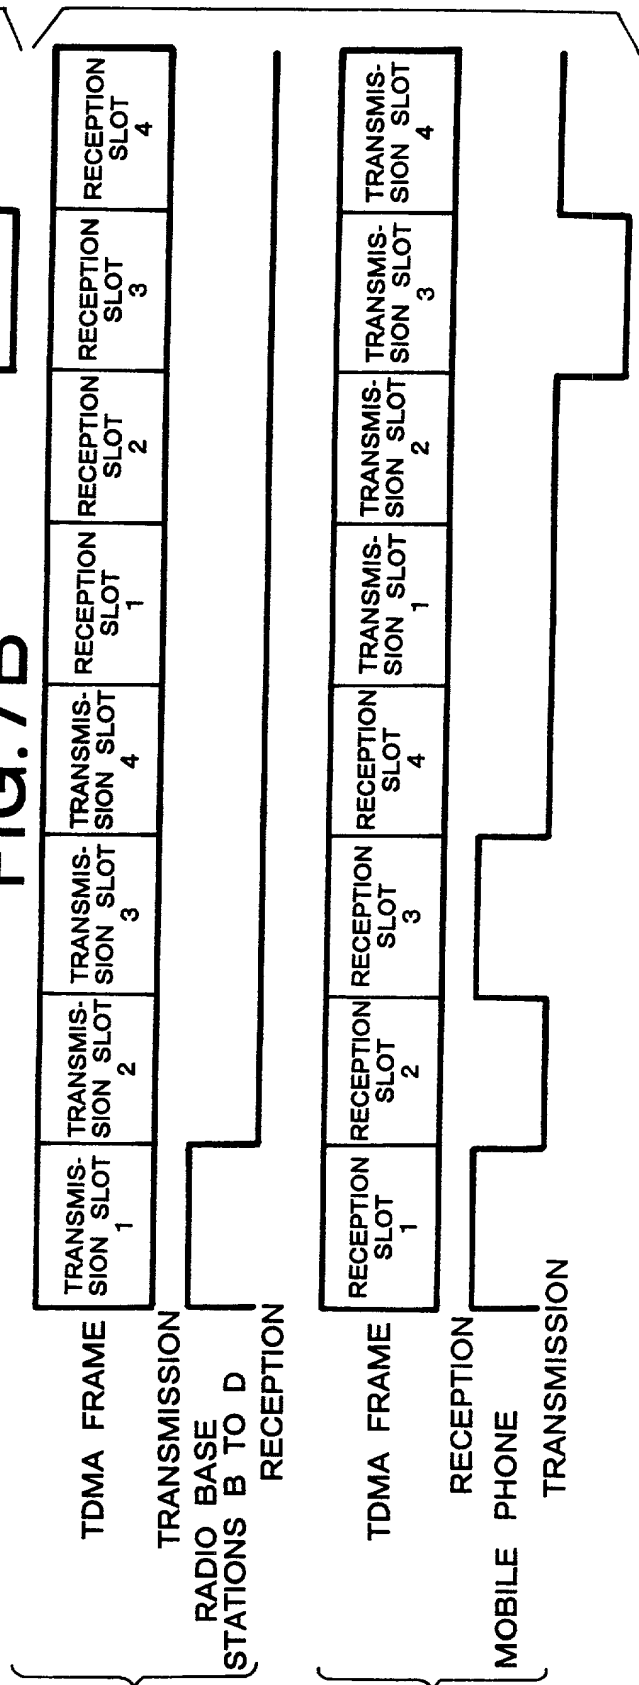 FIG. 7B
TDMA FRAME
TRANSMIS-
SION SLOT
1
TRANSMIS-
SION SLOT
2
TRANSMIS-
SION SLOT
3
TRANSMIS-
SION SLOT
4
RECEPTION
SLOT
1
RECEPTION
SLOT
2
RECEPTION
SLOT
3
RECEPTION
SLOT
4
TRANSMISSION
RADIO BASE
STATIONS B TO D
RECEPTION
TDMA FRAME
RECEPTION
SLOT
1
RECEPTION
SLOT
2
RECEPTION
SLOT
3
RECEPTION
SLOT
4
TRANSMIS-
SION SLOT
1
TRANSMIS-
SION SLOT
2
TRANSMIS-
SION SLOT
3
TRANSMIS-
SION SLOT
4
RECEPTION
MOBILE PHONE
TRANSMISSION